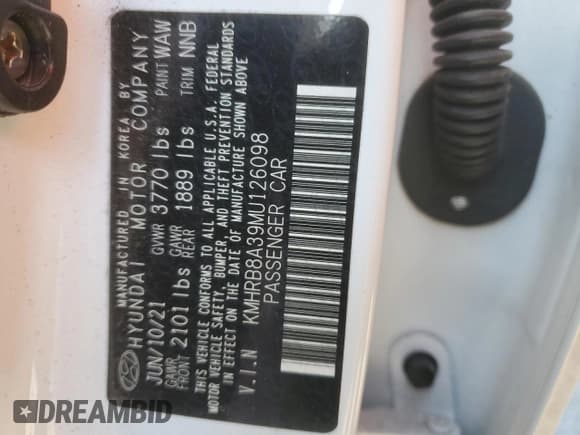 MANUFACTURED IN KOREA BY
HYUNDAI MOTOR COMPANY
JUN/10/21 GVWR 3770 lbs PAINT WAW
GAWR FRONT 2101 lbs GAWR REAR 1889 lbs TRIM NNB
THIS VEHICLE CONFORMS TO ALL APPLICABLE U.S.A. FEDERAL
MOTOR VEHICLE SAFETY, BUMPER, AND THEFT PREVENTION STANDARDS
IN EFFECT ON THE DATE OF MANUFACTURE SHOWN ABOVE
V.I.N KMHRB8A39MU126098
PASSENGER CAR
DREAMBID